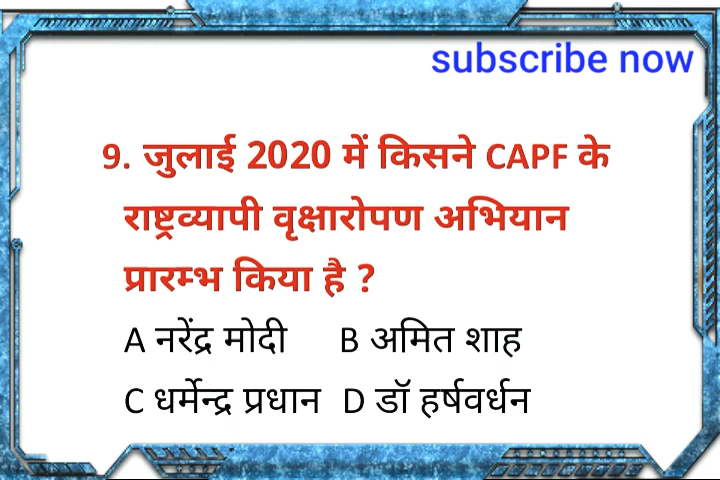 subscribe now
9. जुलाई 2020 में किसने CAPF के
राष्ट्रव्यापी वृक्षारोपण अभियान
प्रारम्भ किया है ?
A नरेंद्र मोदी B अमित शाह
C धर्मेन्द्र प्रधान D डॉ हर्षवर्धन